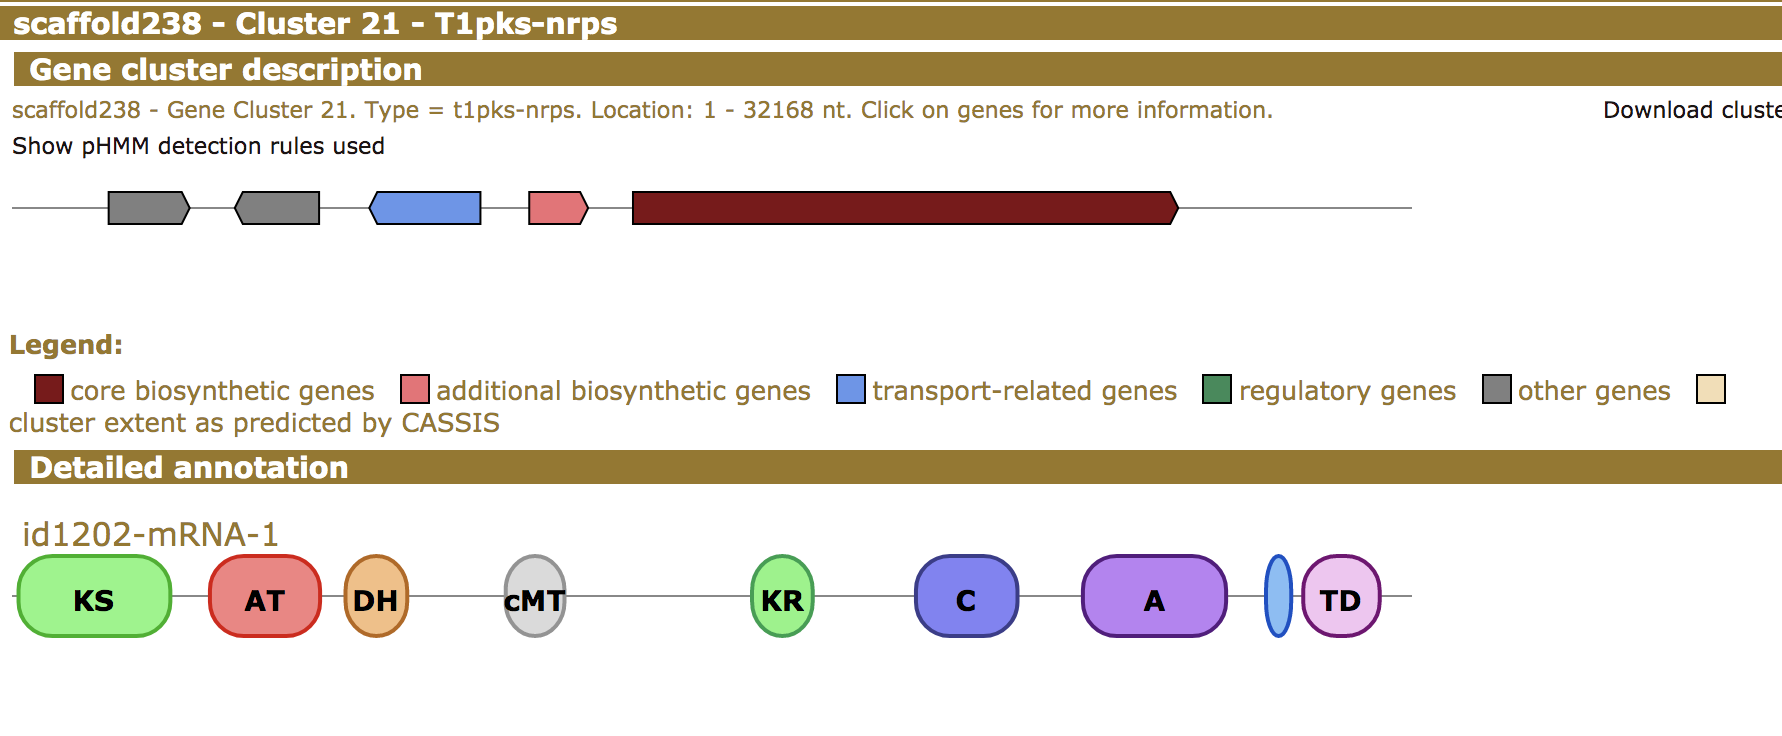 scaffold238 - Cluster 21 - T1pks-nrps
Gene cluster description
scaffold238 - Gene Cluster 21. Type = t1pks-nrps. Location: 1 - 32168 nt. Click on genes for more information. Download cluste
Show pHMM detection rules used
Legend:
core biosynthetic genes additional biosynthetic genes transport-related genes regulatory genes other genes
cluster extent as predicted by CASSIS
Detailed annotation
id1202-mRNA-1
KS AT DH cMT KR C A TD